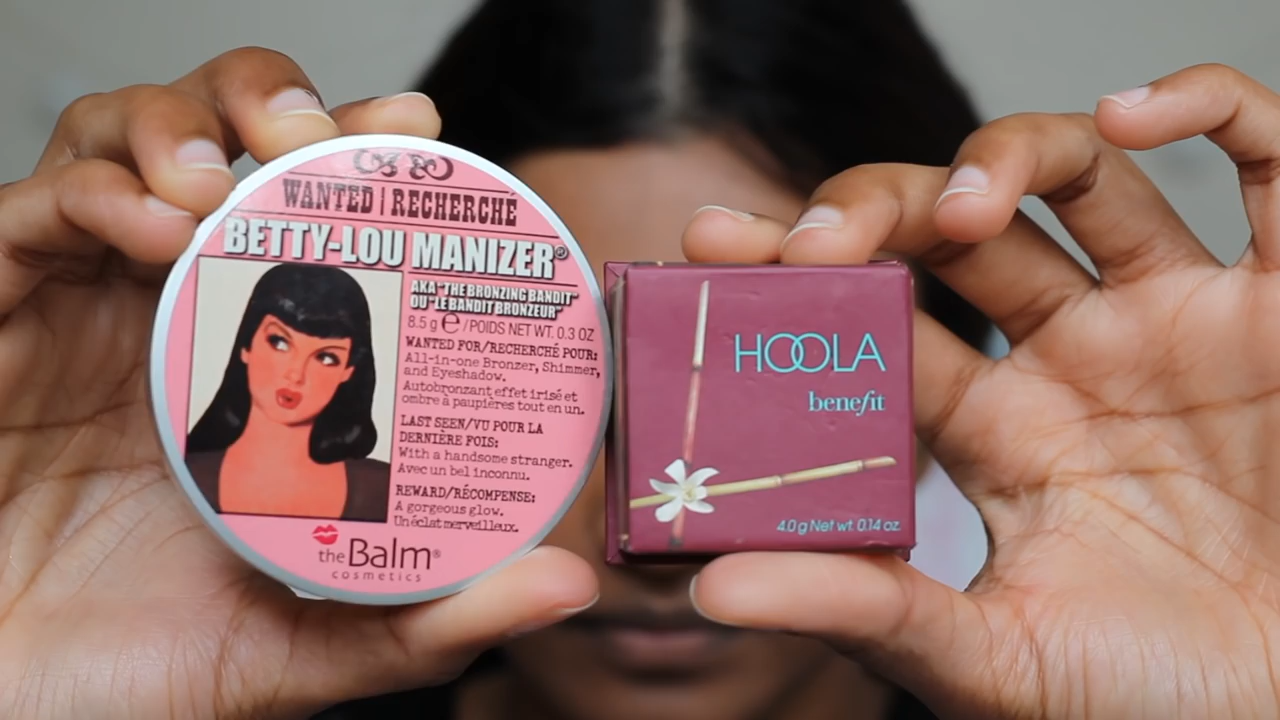 WANTED | RECHERCHÉ
BETTY-LOU MANIZER®
AKA "THE BRONZING BANDIT"
OU "LE BANDIT BRONZEUR"
8.5 g ℮ / POIDS NET WT. 0.3 OZ
WANTED FOR/RECHERCHÉ POUR:
All-in-one Bronzer, Shimmer,
and Eyeshadow.
Autobronzant effet irisé et
ombre à paupières tout en un.
LAST SEEN/VU POUR LA
DERNIÈRE FOIS:
With a handsome stranger.
Avec un bel inconnu.
REWARD/RÉCOMPENSE:
A gorgeous glow.
Un éclat merveilleux.
theBalm®
cosmetics
HOOLA
benefit
4.0 g Net wt. 0.14 oz.